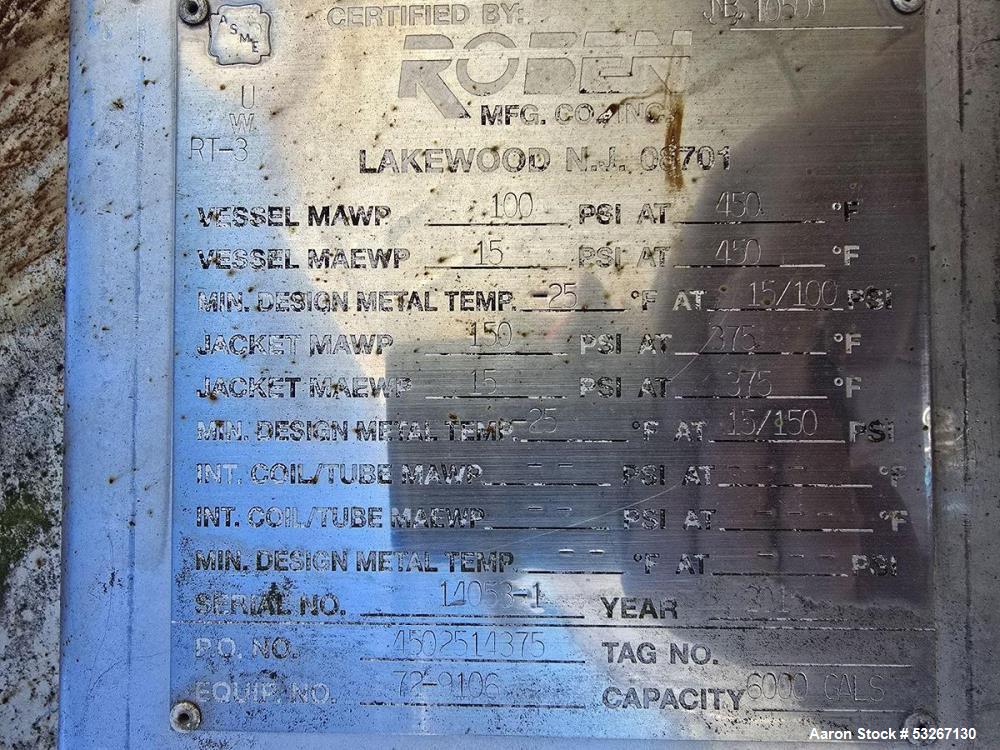 ASME
CERTIFIED BY:
ROBEN
MFG. CO., INC.
U
W
RT-3
LAKEWOOD N.J. 08701
VESSEL MAWP 100 PSI AT 450 °F
VESSEL MAEWP 15 PSI AT 450 °F
MIN. DESIGN METAL TEMP. -25 °F AT 15/100 PSI
JACKET MAWP 150 PSI AT 375 °F
JACKET MAEWP 15 PSI AT 375 °F
MIN. DESIGN METAL TEMP. -25 °F AT 15/150 PSI
INT. COIL/TUBE MAWP -- PSI AT --- °F
INT. COIL/TUBE MAEWP -- PSI AT --- °F
MIN. DESIGN METAL TEMP. -- °F AT --- PSI
SERIAL NO. 14053-1 YEAR
P.O. NO. 4502514375 TAG NO.
EQUIP. NO. 72-9106 CAPACITY 6000 GALS
Aaron Stock # 53267130